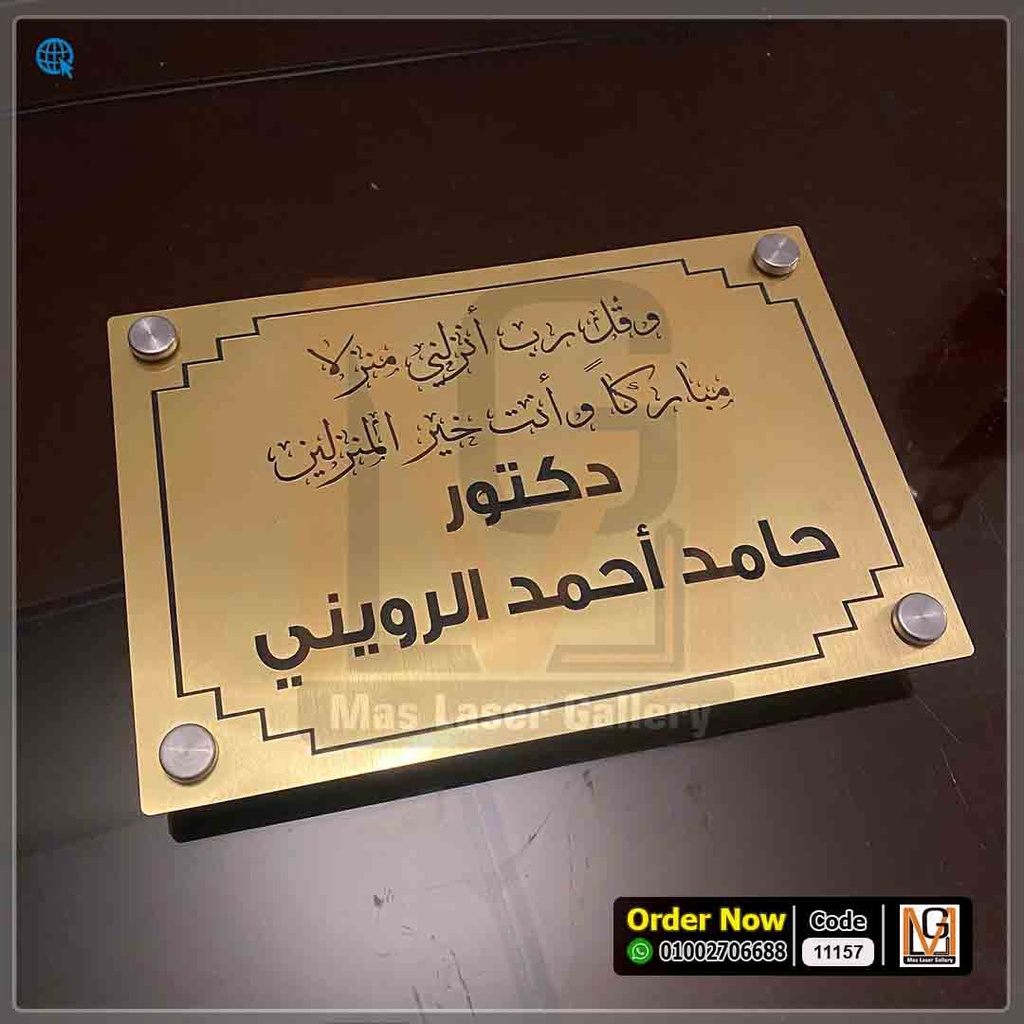 وقل رب أنزلني منزلا
مباركاً وأنت خير المنزلين
دكتور
حامد أحمد الرويني
Mas Laser Gallery
Order Now
01002706688
Code
11157
MG
Mas Laser Gallery